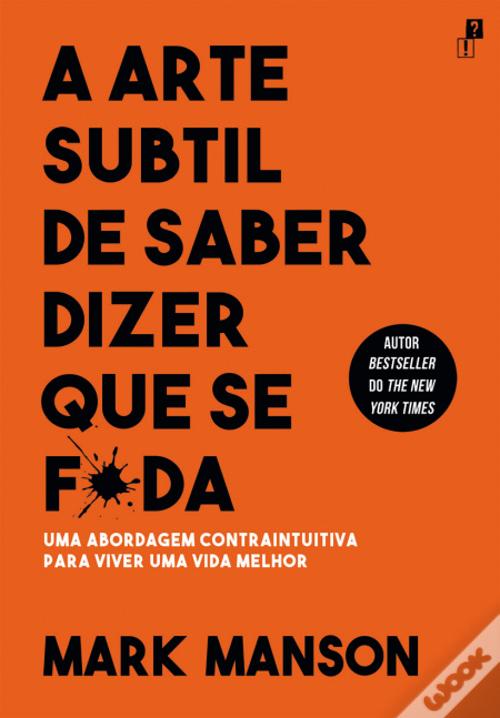 ?
!
A ARTE
SUBTIL
DE SABER
DIZER
QUE SE
F*DA
AUTOR
BESTSELLER
DO THE NEW
YORK TIMES
UMA ABORDAGEM CONTRAINTUITIVA
PARA VIVER UMA VIDA MELHOR
MARK MANSON
WOOK